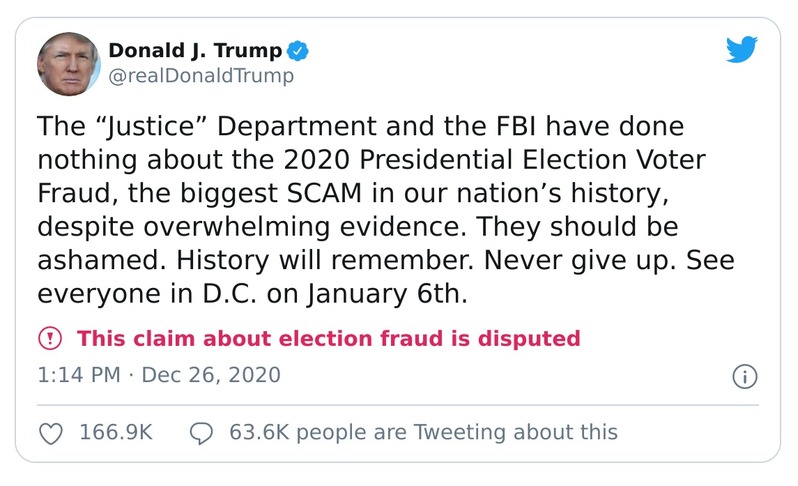 Donald J. Trump
@realDonaldTrump
The “Justice” Department and the FBI have done
nothing about the 2020 Presidential Election Voter
Fraud, the biggest SCAM in our nation’s history,
despite overwhelming evidence. They should be
ashamed. History will remember. Never give up. See
everyone in D.C. on January 6th.
This claim about election fraud is disputed
1:14 PM · Dec 26, 2020
166.9K 63.6K people are Tweeting about this